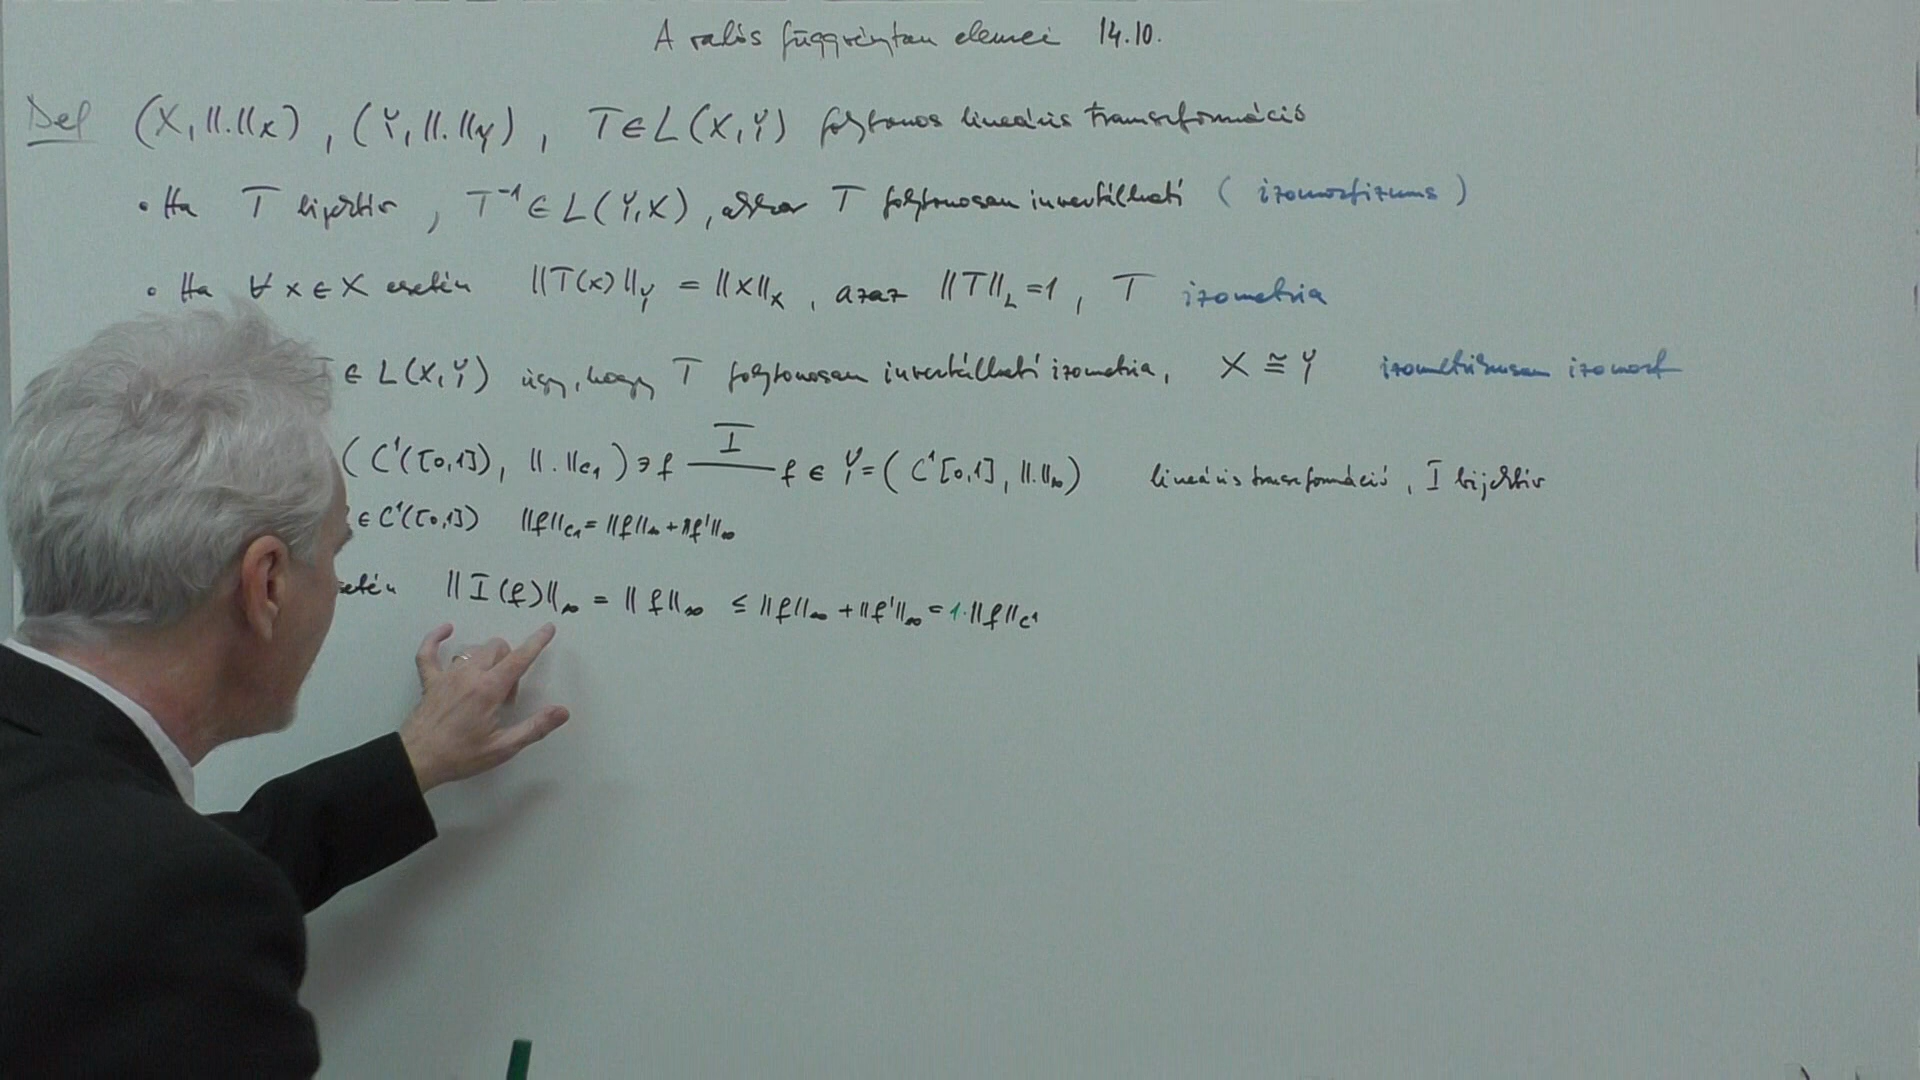 A valós függvénytan elemei 14.10.
Def (X, ||.||_X), (Y, ||.||_Y), T ∈ L(X,Y) folytonos lineáris transzformáció
• Ha T bijektív, T⁻¹ ∈ L(Y,X), akkor T folytonosan invertálható (izomorfizmus)
• Ha ∀ x ∈ X esetén ||T(x)||_Y = ||x||_X, azaz ||T||_L = 1, T izometria
∈ L(X,Y) úgy, hogy T folytonosan invertálható izometria, X ≅ Y izometrikusan izomorf
(C¹([0,1]), ||.||_C1) ∋ f I f ∈ Y = (C¹[0,1], ||.||_∞) lineáris transzformáció, I bijektív
∈ C¹([0,1]) ||f||_C1 = ||f||_∞ + ||f'||_∞
||I(f)||_∞ = ||f||_∞ ≤ ||f||_∞ + ||f'||_∞ = 1·||f||_C1